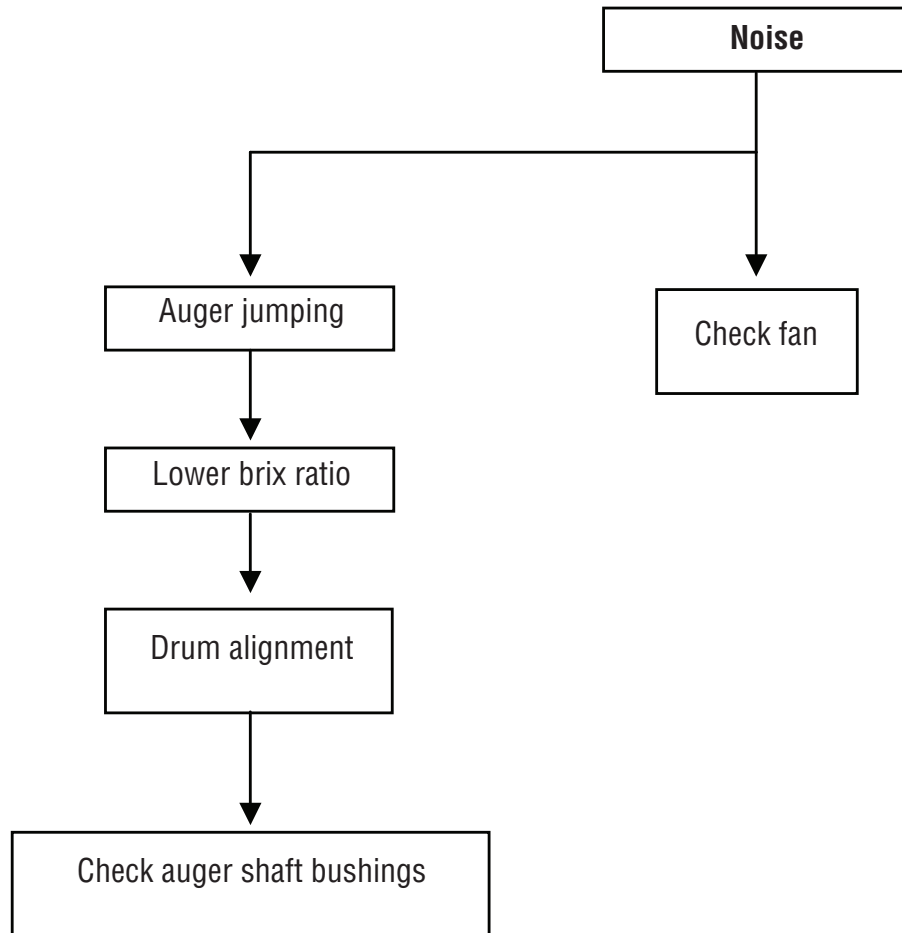 Noise
Auger jumping
Check fan
Lower brix ratio
Drum alignment
Check auger shaft bushings